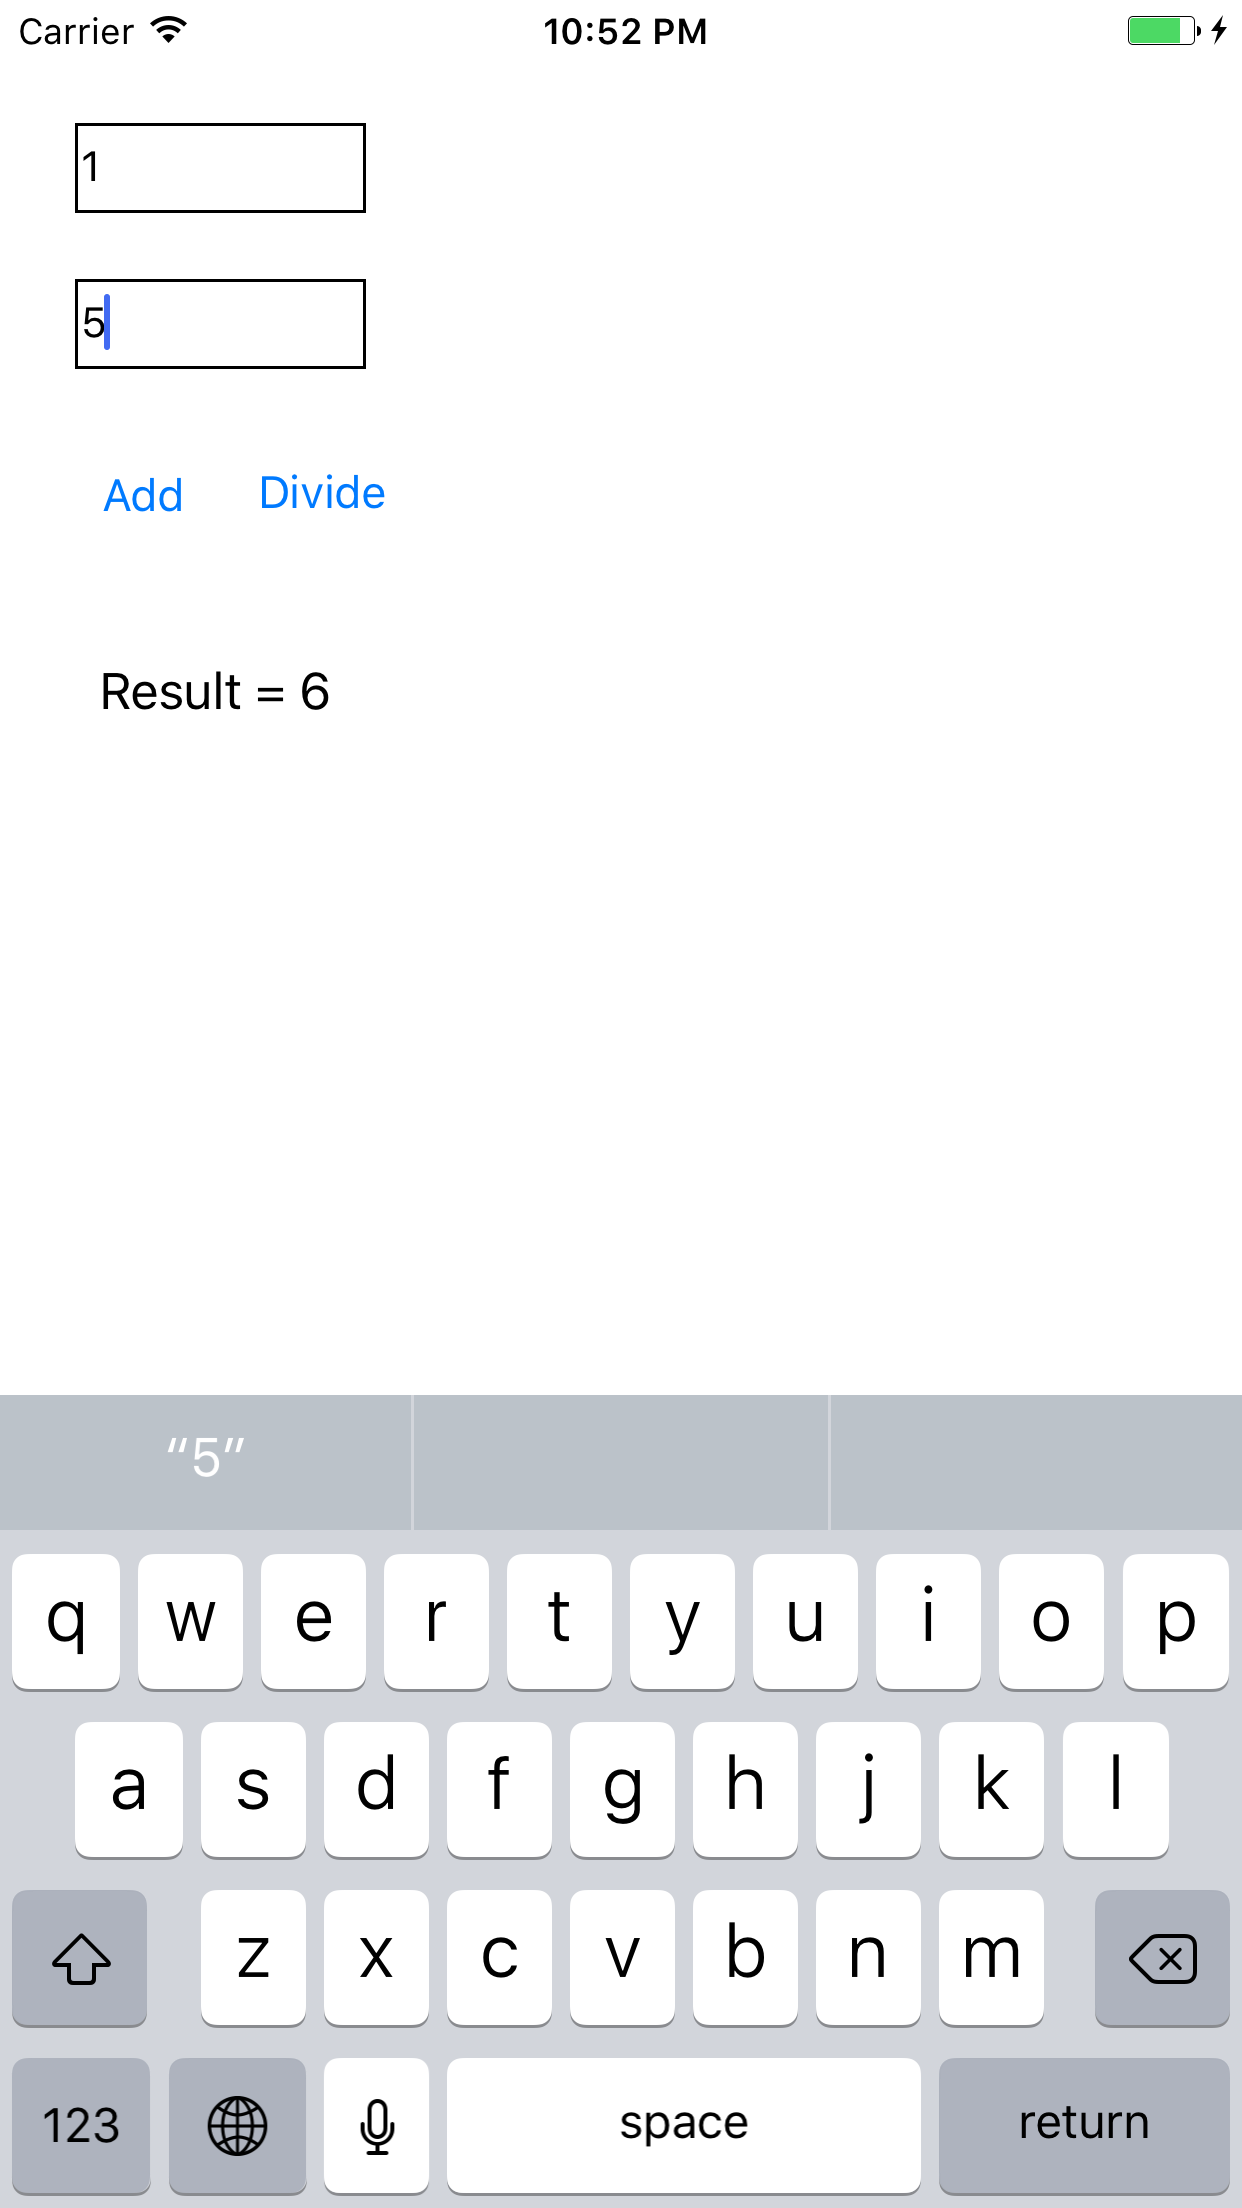 Carrier 10:52 PM
1
5
Add Divide
Result = 6
“5”
q w e r t y u i o p
a s d f g h j k l
z x c v b n m
123 space return